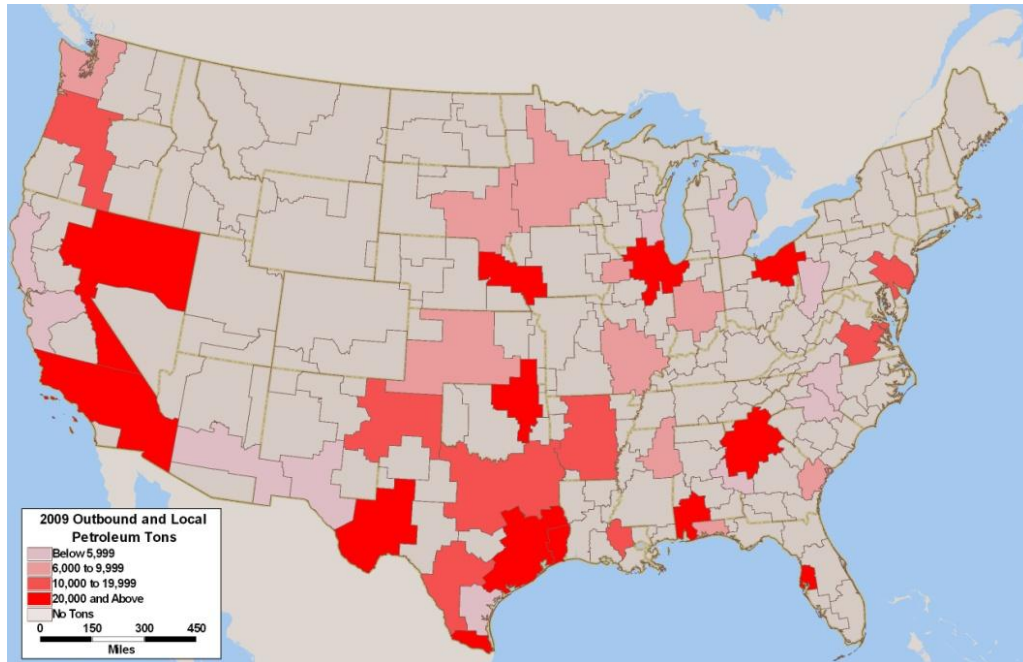 2009 Outbound and Local
Petroleum Tons
Below 5,999
6,000 to 9,999
10,000 to 19,999
20,000 and Above
No Tons
0 150 300 450
Miles